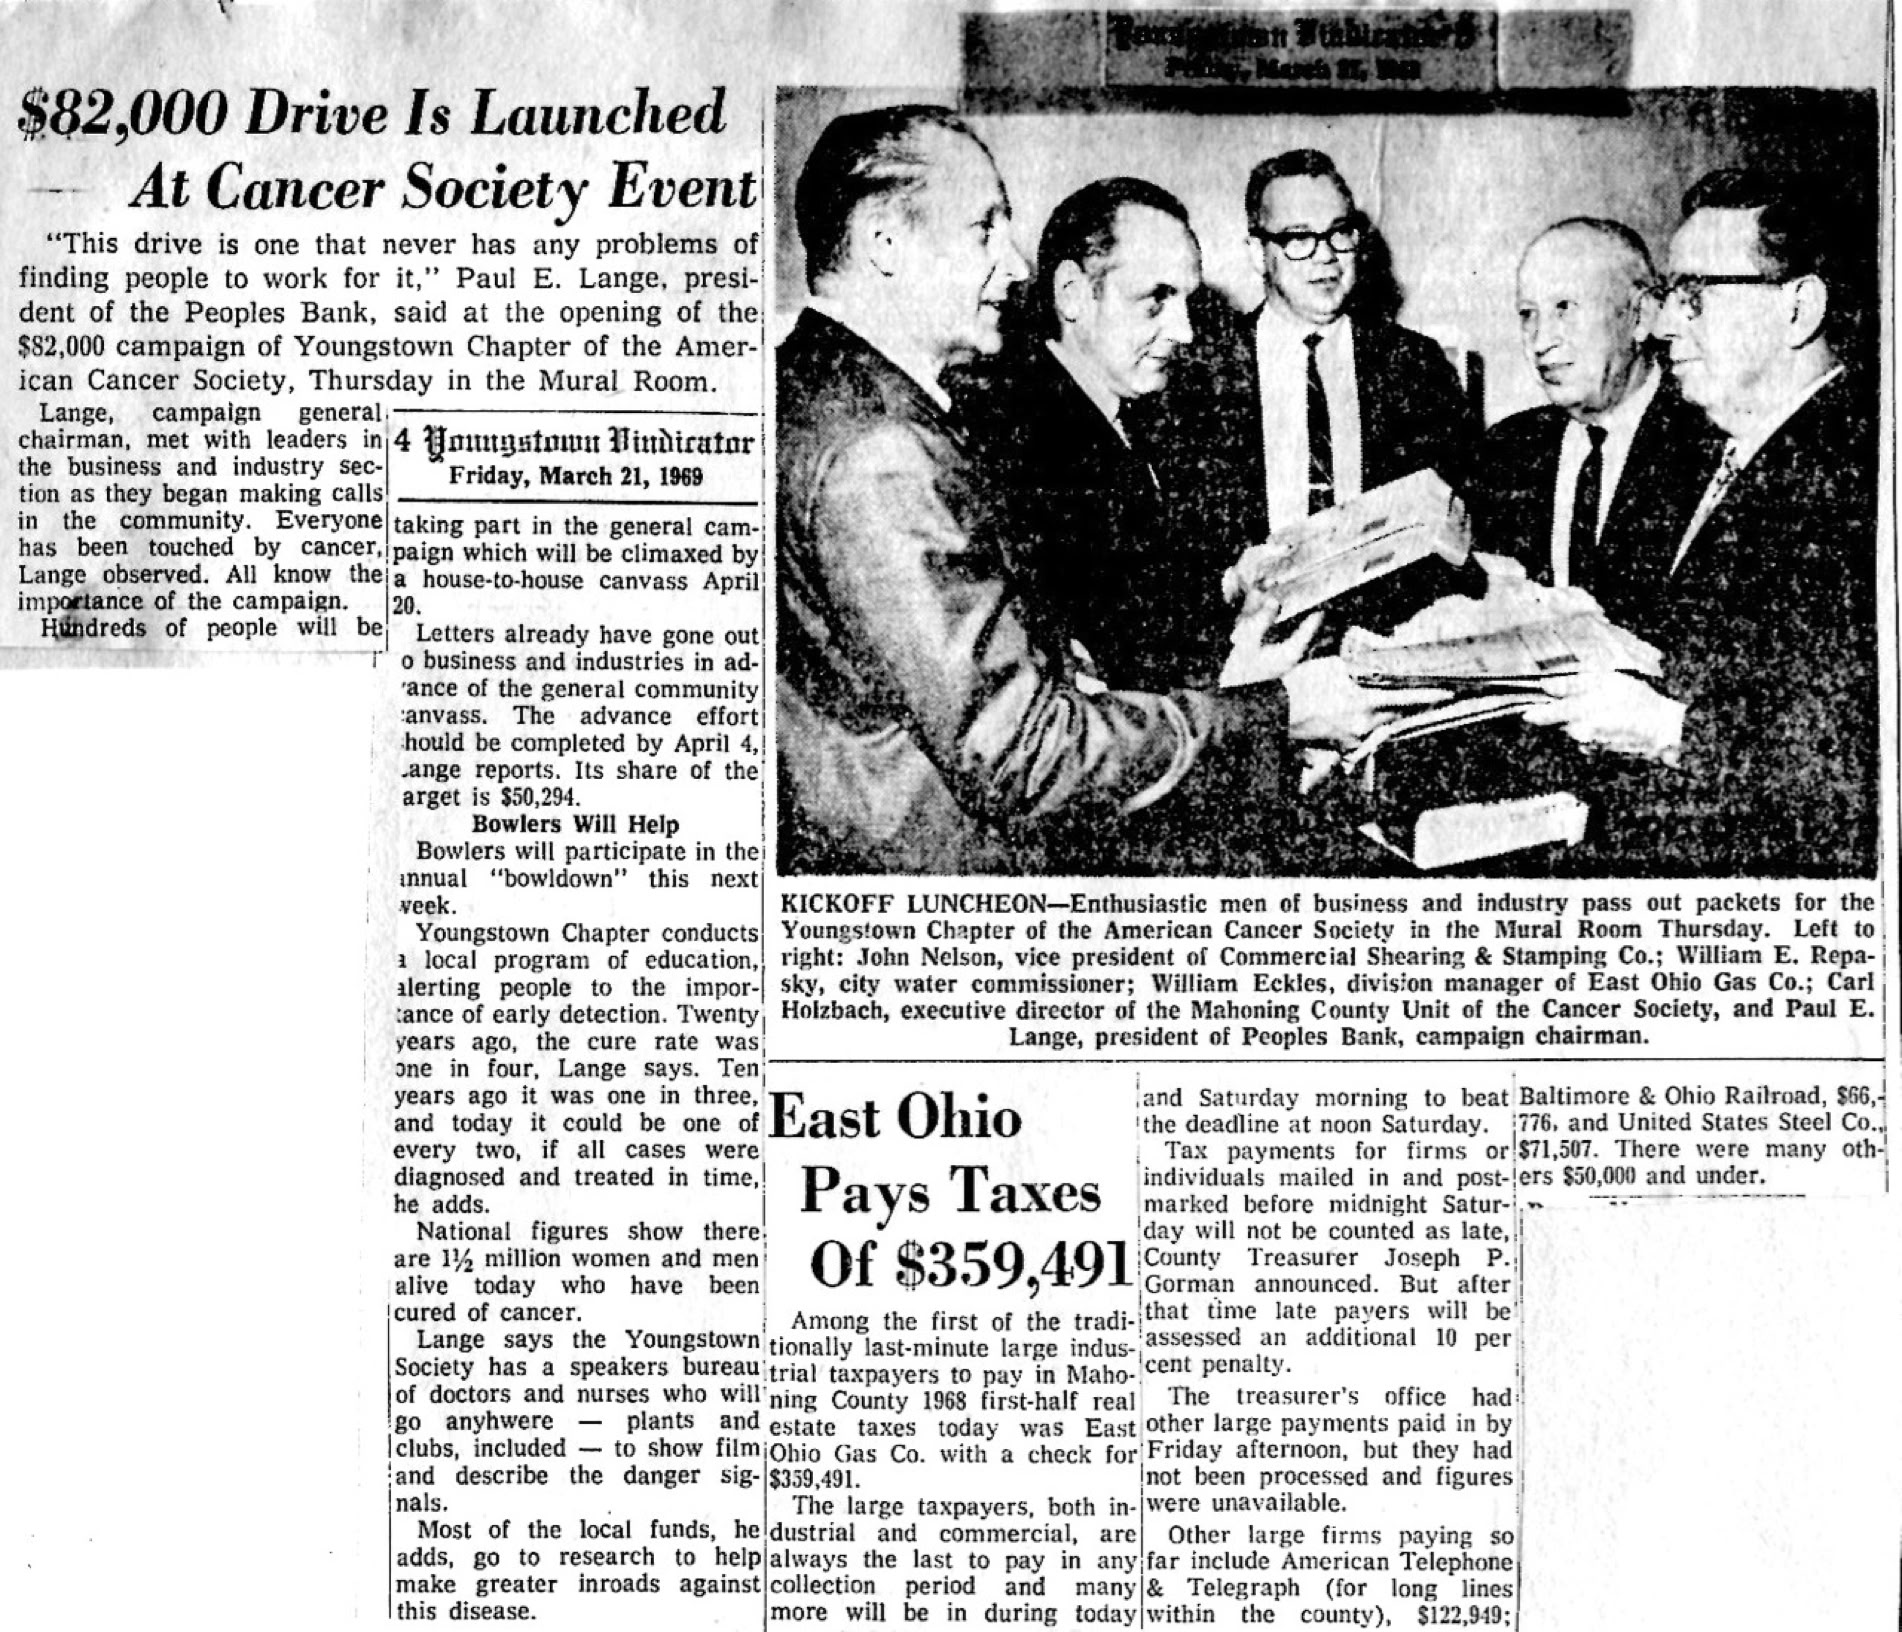 $82,000 Drive Is Launched
At Cancer Society Event
“This drive is one that never has any problems of
finding people to work for it,” Paul E. Lange, presi-
dent of the Peoples Bank, said at the opening of the
$82,000 campaign of Youngstown Chapter of the Amer-
ican Cancer Society, Thursday in the Mural Room.
Lange, campaign general
chairman, met with leaders in
the business and industry sec-
tion as they began making calls
in the community. Everyone
has been touched by cancer,
Lange observed. All know the
importance of the campaign.
Hundreds of people will be
4 Youngstown Vindicator
Friday, March 21, 1969
taking part in the general cam-
paign which will be climaxed by
a house-to-house canvass April
20.
Letters already have gone out
o business and industries in ad-
ance of the general community
anvass. The advance effort
hould be completed by April 4,
ange reports. Its share of the
arget is $50,294.
Bowlers Will Help
Bowlers will participate in the
annual “bowldown” this next
week.
Youngstown Chapter conducts
a local program of education,
alerting people to the impor-
tance of early detection. Twenty
years ago, the cure rate was
one in four, Lange says. Ten
years ago it was one in three,
and today it could be one of
every two, if all cases were
diagnosed and treated in time,
he adds.
National figures show there
are 1½ million women and men
alive today who have been
cured of cancer.
Lange says the Youngstown
Society has a speakers bureau
of doctors and nurses who will
go anyhwere — plants and
clubs, included — to show film
and describe the danger sig-
nals.
Most of the local funds, he
adds, go to research to help
make greater inroads against
this disease.
Youngstown Vindicator
Friday, March
KICKOFF LUNCHEON—Enthusiastic men of business and industry pass out packets for the
Youngstown Chapter of the American Cancer Society in the Mural Room Thursday. Left to
right: John Nelson, vice president of Commercial Shearing & Stamping Co.; William E. Repa-
sky, city water commissioner; William Eckles, division manager of East Ohio Gas Co.; Carl
Holzbach, executive director of the Mahoning County Unit of the Cancer Society, and Paul E.
Lange, president of Peoples Bank, campaign chairman.
East Ohio
Pays Taxes
Of $359,491
Among the first of the tradi-
tionally last-minute large indus-
trial taxpayers to pay in Maho-
ning County 1968 first-half real
estate taxes today was East
Ohio Gas Co. with a check for
$359,491.
The large taxpayers, both in-
dustrial and commercial, are
always the last to pay in any
collection period and many
more will be in during today
and Saturday morning to beat
the deadline at noon Saturday.
Tax payments for firms or
individuals mailed in and post-
marked before midnight Satur-
day will not be counted as late,
County Treasurer Joseph P.
Gorman announced. But after
that time late payers will be
assessed an additional 10 per
cent penalty.
The treasurer's office had
other large payments paid in by
Friday afternoon, but they had
not been processed and figures
were unavailable.
Other large firms paying so
far include American Telephone
& Telegraph (for long lines
within the county), $122,949;
Baltimore & Ohio Railroad, $66,-
776, and United States Steel Co.,
$71,507. There were many oth-
ers $50,000 and under.